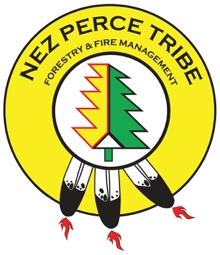 NEZ PERCE TRIBE
FORESTRY & FIRE MANAGEMENT